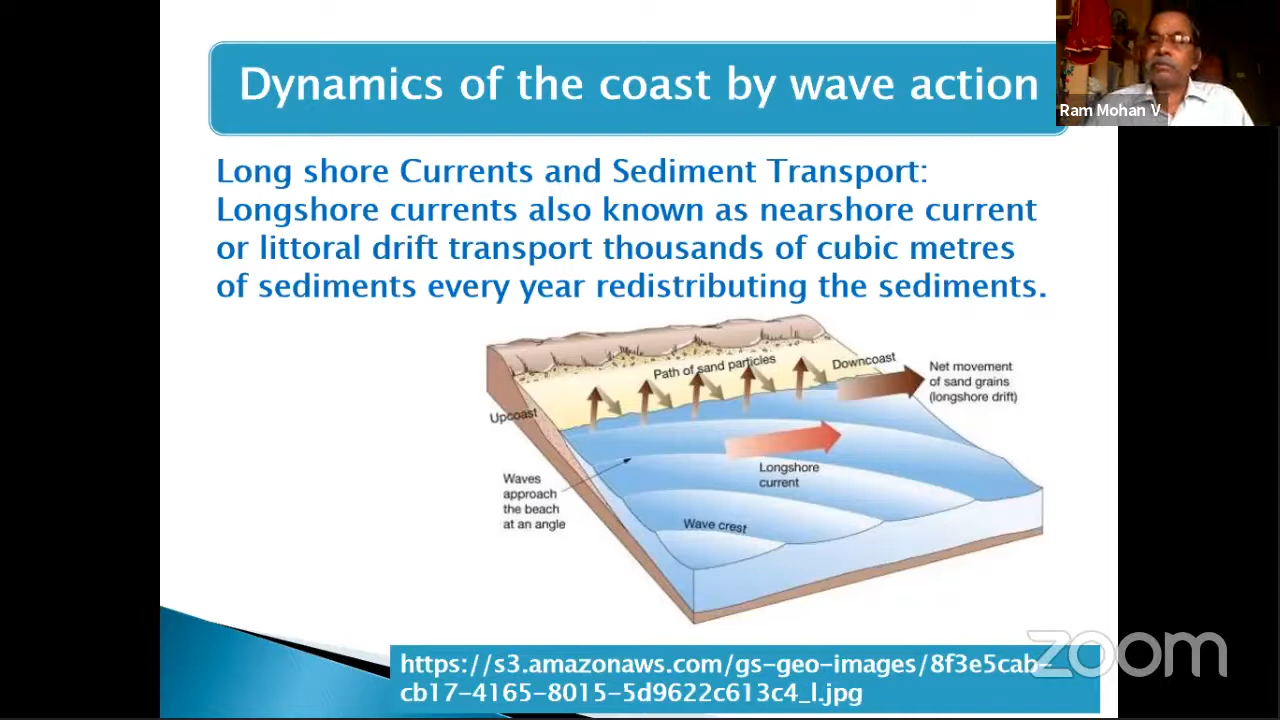 Dynamics of the coast by wave action
Ram Mohan V
Long shore Currents and Sediment Transport:
Longshore currents also known as nearshore current
or littoral drift transport thousands of cubic metres
of sediments every year redistributing the sediments.
Path of sand particles
Downcoast
Net movement
of sand grains
(longshore drift)
Upcoast
Longshore
current
Waves
approach
the beach
at an angle
Wave crest
zoom
https://s3.amazonaws.com/gs-geo-images/8f3e5cab-
cb17-4165-8015-5d9622c613c4_l.jpg